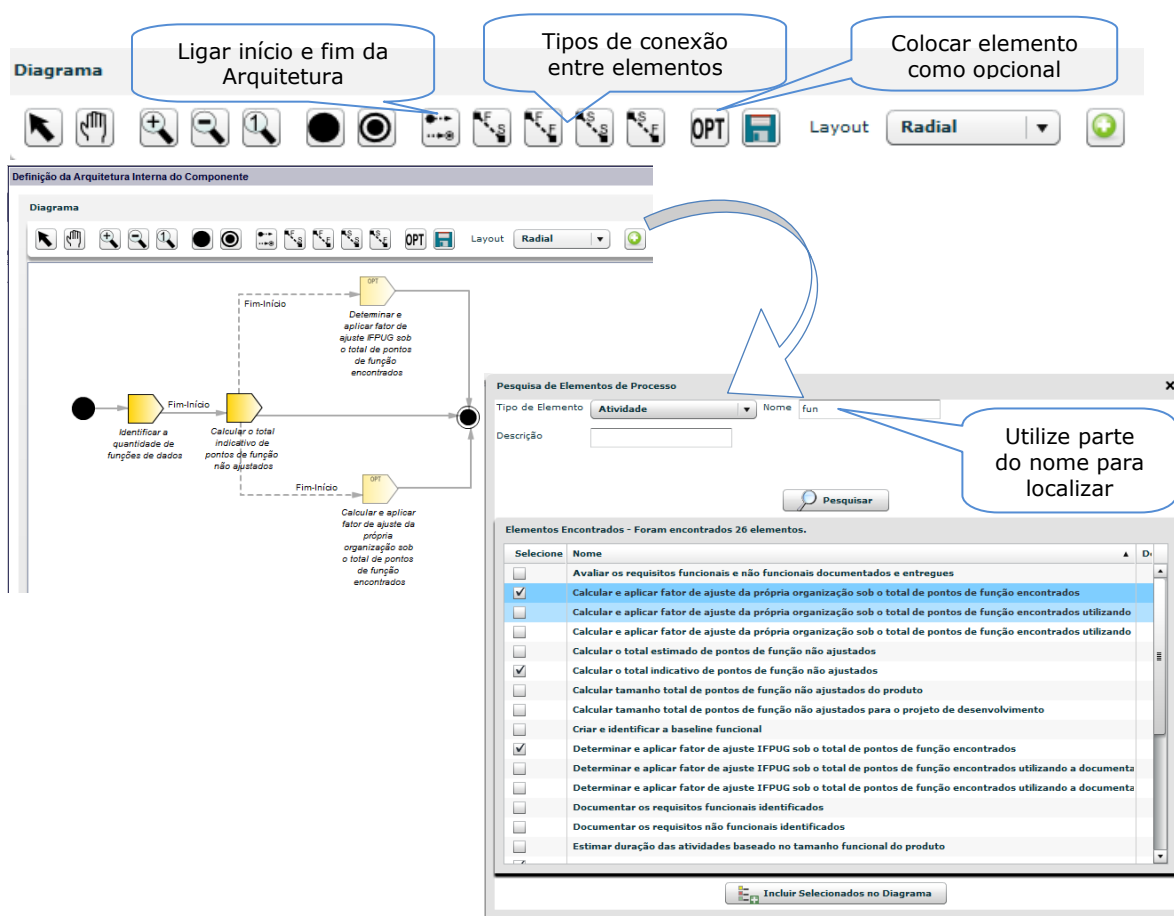 Ligar início e fim da
Arquitetura
Tipos de conexão
entre elementos
Colocar elemento
como opcional
Diagrama
1
F
S
F
F
S
S
S
F
OPT
Layout
Radial
Definição da Arquitetura Interna do Componente
Diagrama
1
F
S
F
F
S
S
S
F
OPT
Layout
Radial
OPT
Fim-Início
Determinar e
aplicar fator de
ajuste IFPUG sob
o total de pontos
de função
encontrados
Fim-Início
Identificar a
quantidade de
funções de dados
Calcular o total
indicativo de
pontos de função
não ajustados
Fim-Início
OPT
Calcular e aplicar
fator de ajuste da
própria
organização sob
o total de pontos
de função
encontrados
Pesquisa de Elementos de Processo
Tipo de Elemento Atividade Nome fun
Descrição
Utilize parte
do nome para
localizar
Pesquisar
Elementos Encontrados - Foram encontrados 26 elementos.
Selecione Nome
Avaliar os requisitos funcionais e não funcionais documentados e entregues
Calcular e aplicar fator de ajuste da própria organização sob o total de pontos de função encontrados
Calcular e aplicar fator de ajuste da própria organização sob o total de pontos de função encontrados utilizando
Calcular e aplicar fator de ajuste da própria organização sob o total de pontos de função encontrados utilizando
Calcular o total estimado de pontos de função não ajustados
Calcular o total indicativo de pontos de função não ajustados
Calcular tamanho total de pontos de função não ajustados do produto
Calcular tamanho total de pontos de função não ajustados para o projeto de desenvolvimento
Criar e identificar a baseline funcional
Determinar e aplicar fator de ajuste IFPUG sob o total de pontos de função encontrados
Determinar e aplicar fator de ajuste IFPUG sob o total de pontos de função encontrados utilizando a documenta
Determinar e aplicar fator de ajuste IFPUG sob o total de pontos de função encontrados utilizando a documenta
Documentar os requisitos funcionais identificados
Documentar os requisitos não funcionais identificados
Estimar duração das atividades baseado no tamanho funcional do produto
Incluir Selecionados no Diagrama